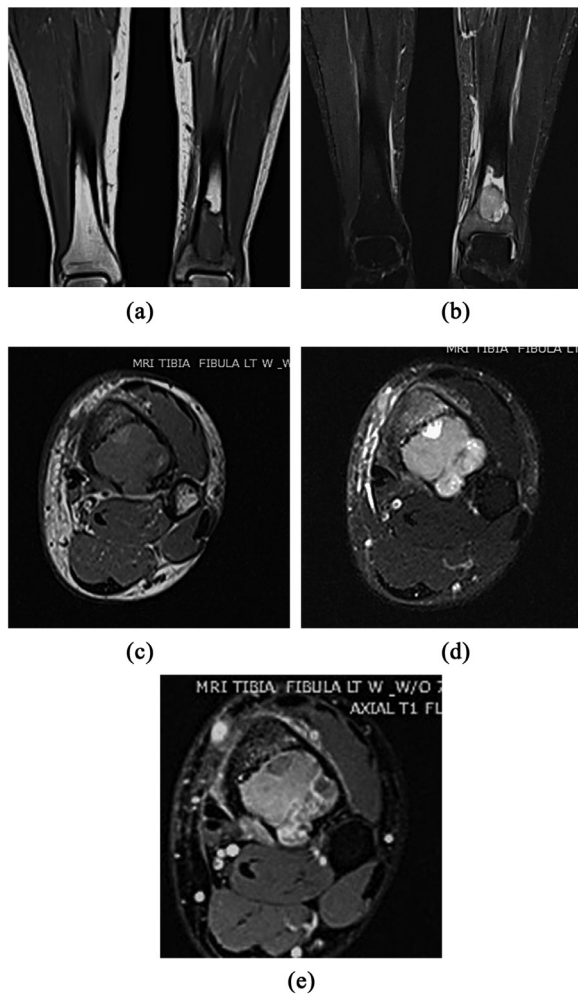 (a)
(b)
MRI TIBIA FIBULA LT W _W
MRI TIBIA FIBULA LT
(c)
(d)
MRI TIBIA FIBULA LT W _W/O
AXIAL T1 FL
(e)